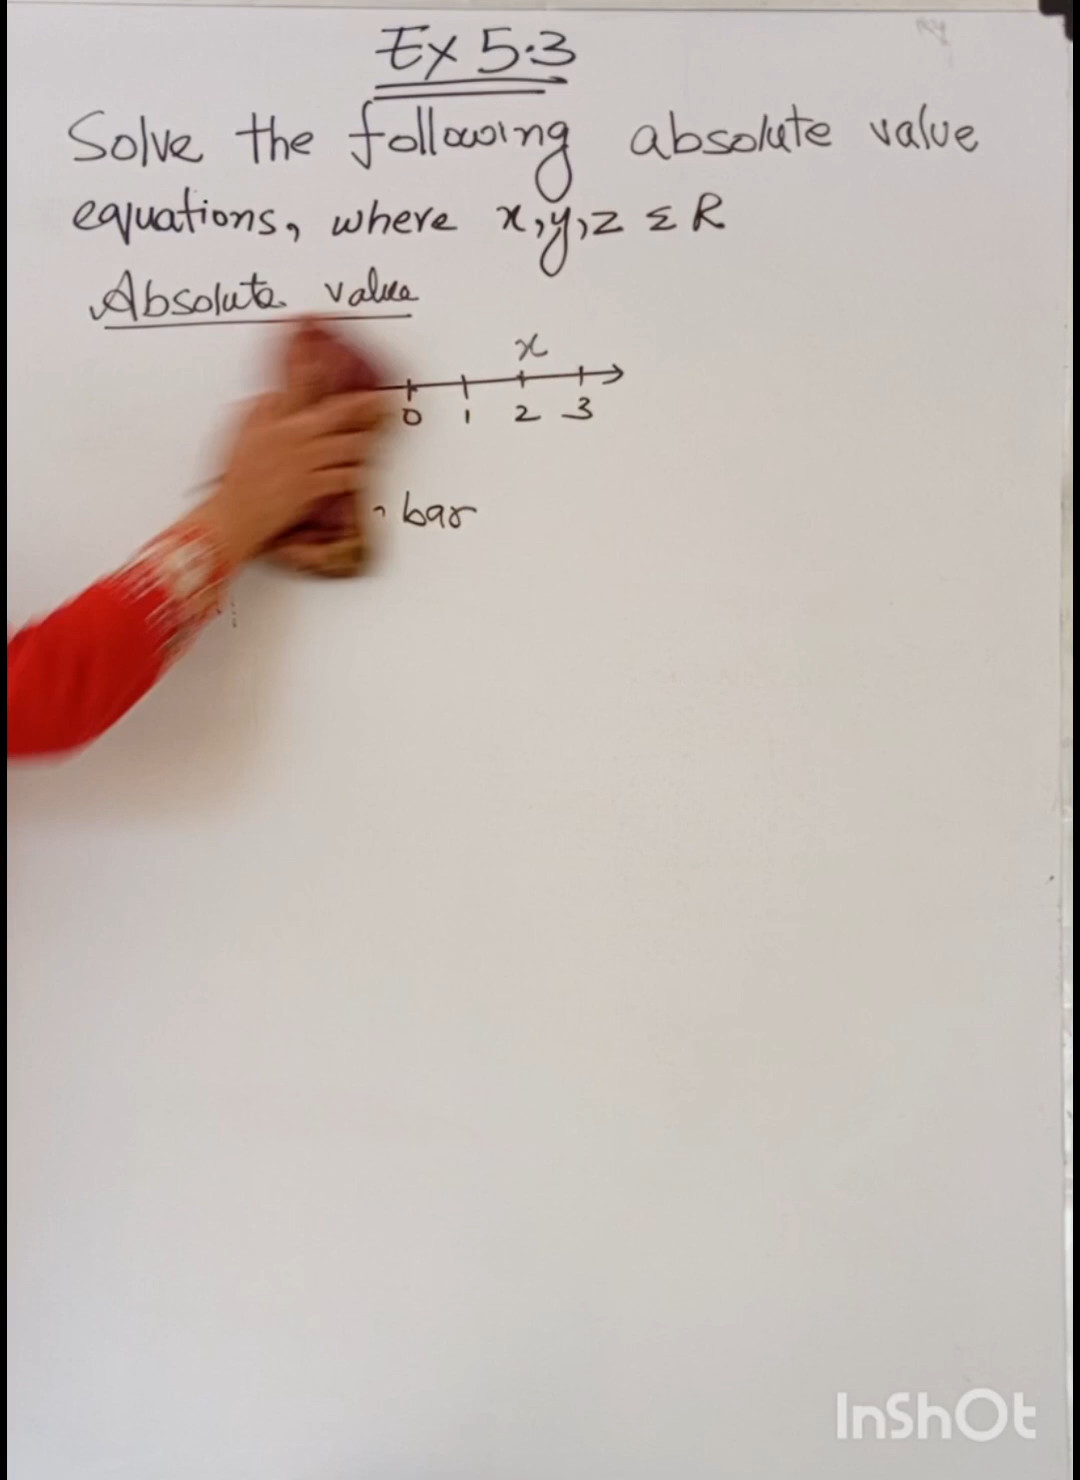 Ex 5.3
Solve the following absolute value
equations, where x,y,z Σ R
Absolute value
x
0 1 2 3
bar
InShOt